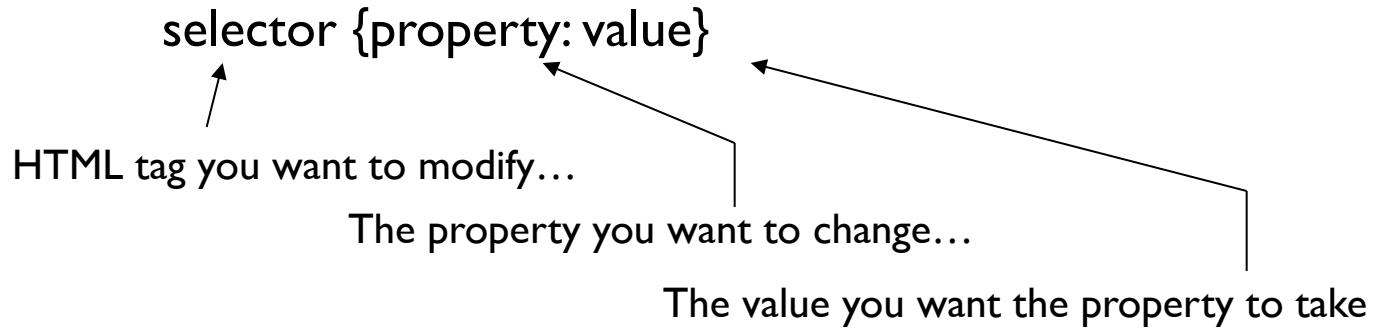 selector {property: value}
HTML tag you want to modify…
The property you want to change…
The value you want the property to take